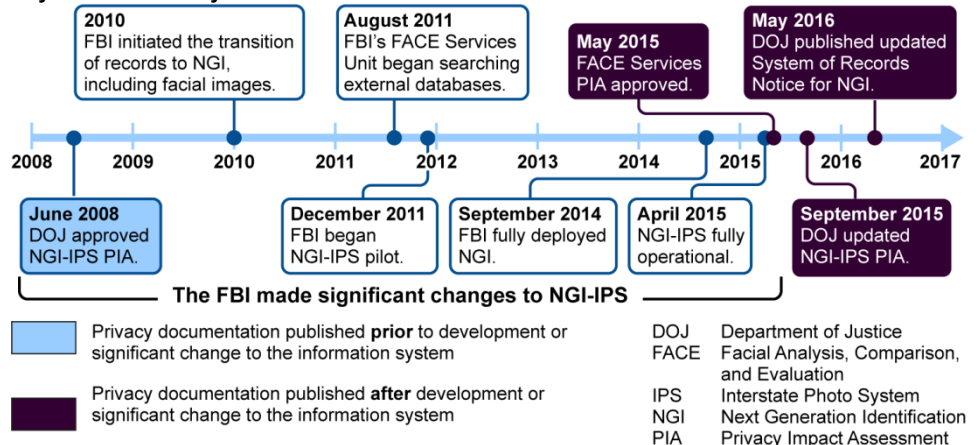 2010
FBI initiated the transition
of records to NGI,
including facial images.
August 2011
FBI's FACE Services
Unit began searching
external databases.
May 2015
FACE Services
PIA approved.
May 2016
DOJ published updated
System of Records
Notice for NGI.
2008 2009 2010 2011 2012 2013 2014 2015 2016 2017
June 2008
DOJ approved
NGI-IPS PIA.
December 2011
FBI began
NGI-IPS pilot.
September 2014
FBI fully deployed
NGI.
April 2015
NGI-IPS fully
operational.
September 2015
DOJ updated
NGI-IPS PIA.
The FBI made significant changes to NGI-IPS
Privacy documentation published prior to development or
significant change to the information system
Privacy documentation published after development or
significant change to the information system
DOJ Department of Justice
FACE Facial Analysis, Comparison,
and Evaluation
IPS Interstate Photo System
NGI Next Generation Identification
PIA Privacy Impact Assessment